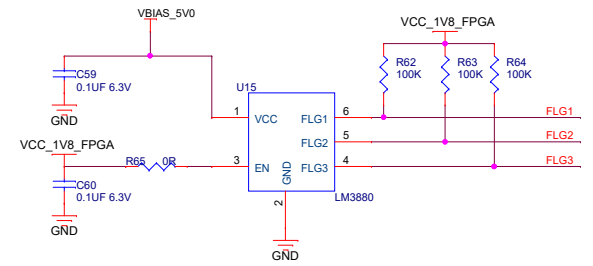 VBIAS_5V0
VCC_1V8_FPGA
C59
0.1UF 6.3V
GND
U15
R62
100K
R63
100K
R64
100K
1
VCC
FLG1
6
FLG1
FLG2
5
FLG2
VCC_1V8_FPGA
R65
0R
3
EN
FLG3
4
FLG3
GND
C60
0.1UF 6.3V
GND
2
LM3880
GND